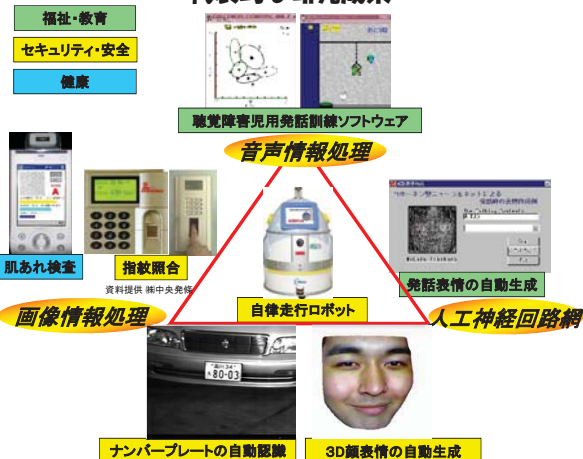 福祉・教育
セキュリティ・安全
健康
聴覚障害児用発話訓練ソフトウェア
音声情報処理
肌あれ検査
指紋照合
資料提供 ㈱中央発條
自律走行ロボット
発話表情の自動生成
画像情報処理
人工神経回路網
80-03
ナンバープレートの自動認識
3D顔表情の自動生成